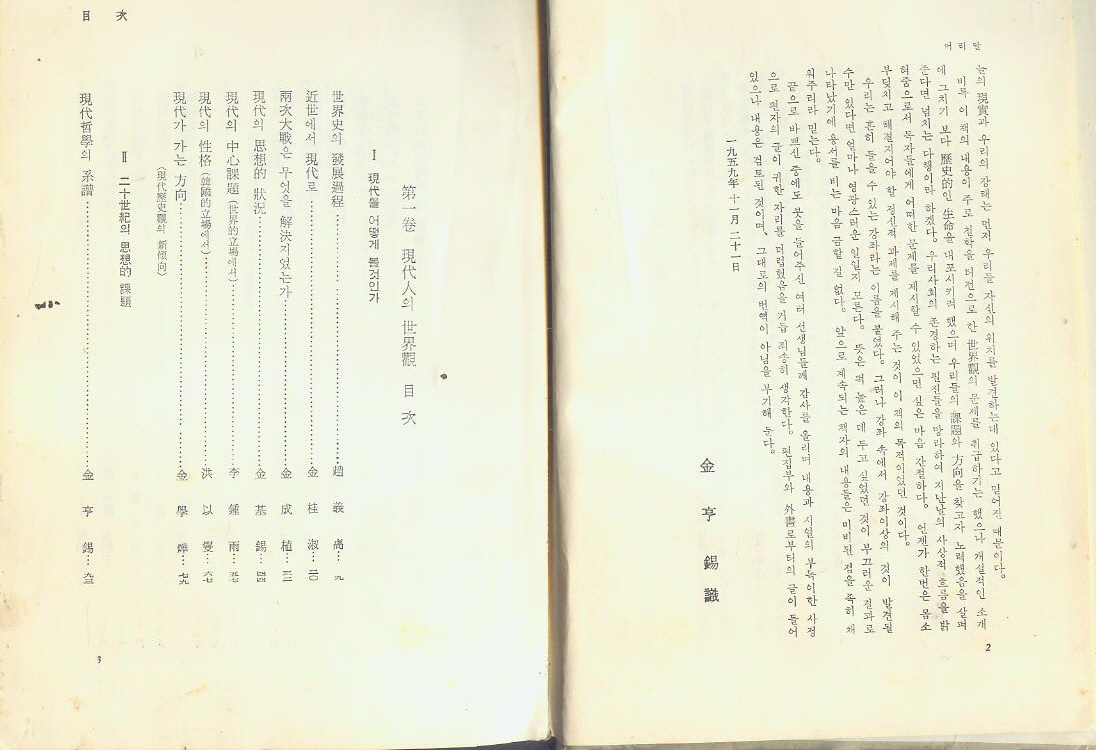 머 리 말
늘의 現實과 우리의 장래는 먼저 우리들 자신의 위치를 발견하는데 있다고 믿어진 때문이다.
비록 이 책의 내용이 주로 철학을 터전으로 한 世界觀의 문제를 취급하기는 했으나 개설적인 소개
에 그치기 보다 歷史的인 生命을 내포시키려 했으며 우리들의 課題와 方向을 찾고자 노력했음을 살펴
준다면 넘치는 다행이라 하겠다. 우리사회의 존경하는 필진들을 망라하여 지난날의 사상적 흐름을 밝
혀줌으로서 독자들에게 어떠한 문제를 제시할 수 있었으면 싶은 마음 간절하다. 언젠가 한번은 몸소
부딪치고 해결지어야 할 정신적 과제를 제시해 주는 것이 이 책의 목적이었던 것이다.
우리는 흔히 들을 수 있는 강좌라는 이름을 붙였다. 그러나 강좌 속에서 강좌이상의 것이 발견될
수만 있다면 얼마나 영광스러운 일일지 모른다. 뜻은 퍽 높은 데 두고 싶었던 것이 부끄러운 결과로
나타났기에 용서를 비는 마음 금할 길 없다. 앞으로 계속되는 책자의 내용들은 미비된 점을 족히 채
워주리라 믿는다.
끝으로 바쁘신 중에도 붓을 들어주신 여러 선생님들께 감사를 올리며 내용과 서열의 부득이한 사정
으로 편자의 글이 귀한 자리를 더럽혔음을 거듭 죄송히 생각한다. 편집부와 外書로부터의 글이 들어
있으나 내용은 검토된 것이며, 그대로의 번역이 아님을 부기해 둔다.
一九五九年 十一月 二十一日
金 亨 錫 識
2
目 次
第一卷 現代人의 世界觀 目次
Ⅰ 現代를 어떻게 볼것인가
世界史의 發展過程……趙 義 卨…九
近世에서 現代로……金 桂 淑…二〇
兩次大戰은 무엇을 解決지었는가……金 成 植…三二
現代의 思想的 狀況……金 基 錫…四四
現代의 中心課題(世界的立場에서)……李 鍾 雨…五七
現代의 性格(韓國的立場에서)……洪 以 燮…六七
現代가 가는 方向……金 學 燁…七九
(現代歷史觀의 新傾向)
Ⅱ 二十世紀의 思想的 課題
現代哲學의 系譜……金 亨 錫…九三
3